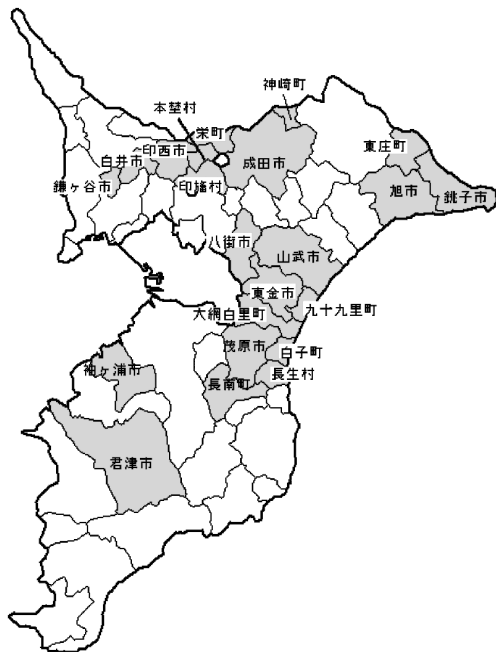 神崎町
本埜村
栄町
東庄町
印西市
白井市
成田市
鎌ヶ谷市
印旛村
旭市
銚子市
八街市
山武市
東金市
九十九里町
大網白里町
茂原市
白子町
袖ヶ浦市
長生村
長南町
君津市